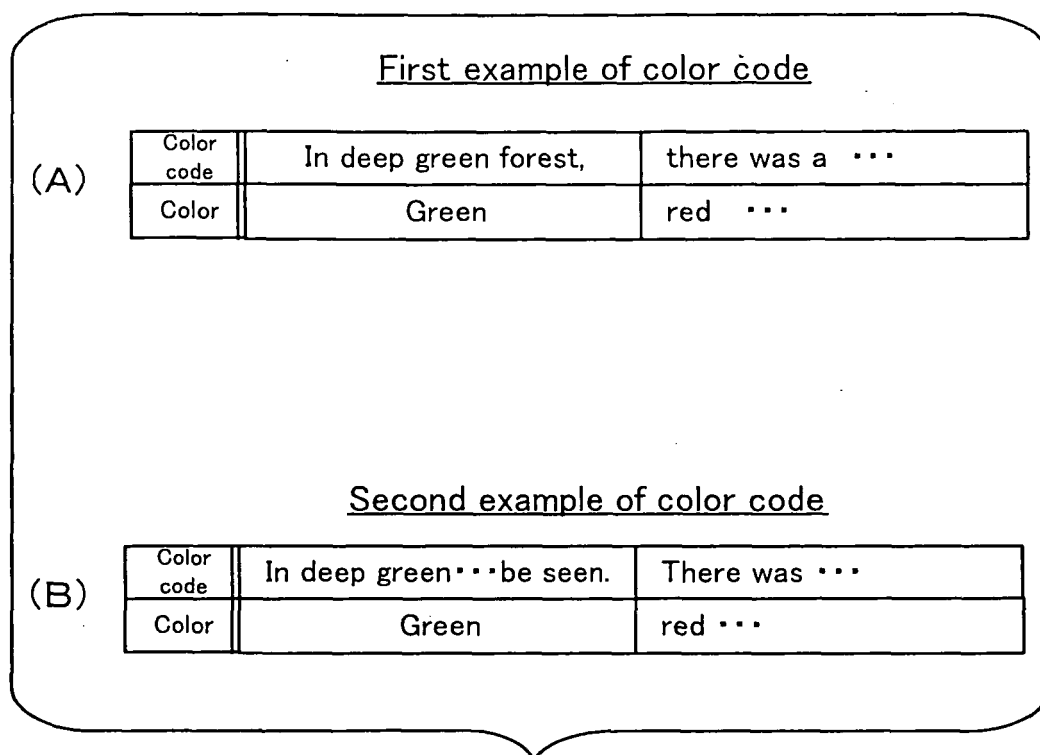 First example of color code
(A)
Color code
In deep green forest,
there was a ･･･
Color
Green
red ･･･
Second example of color code
(B)
Color code
In deep green･･･be seen.
There was ･･･
Color
Green
red ･･･